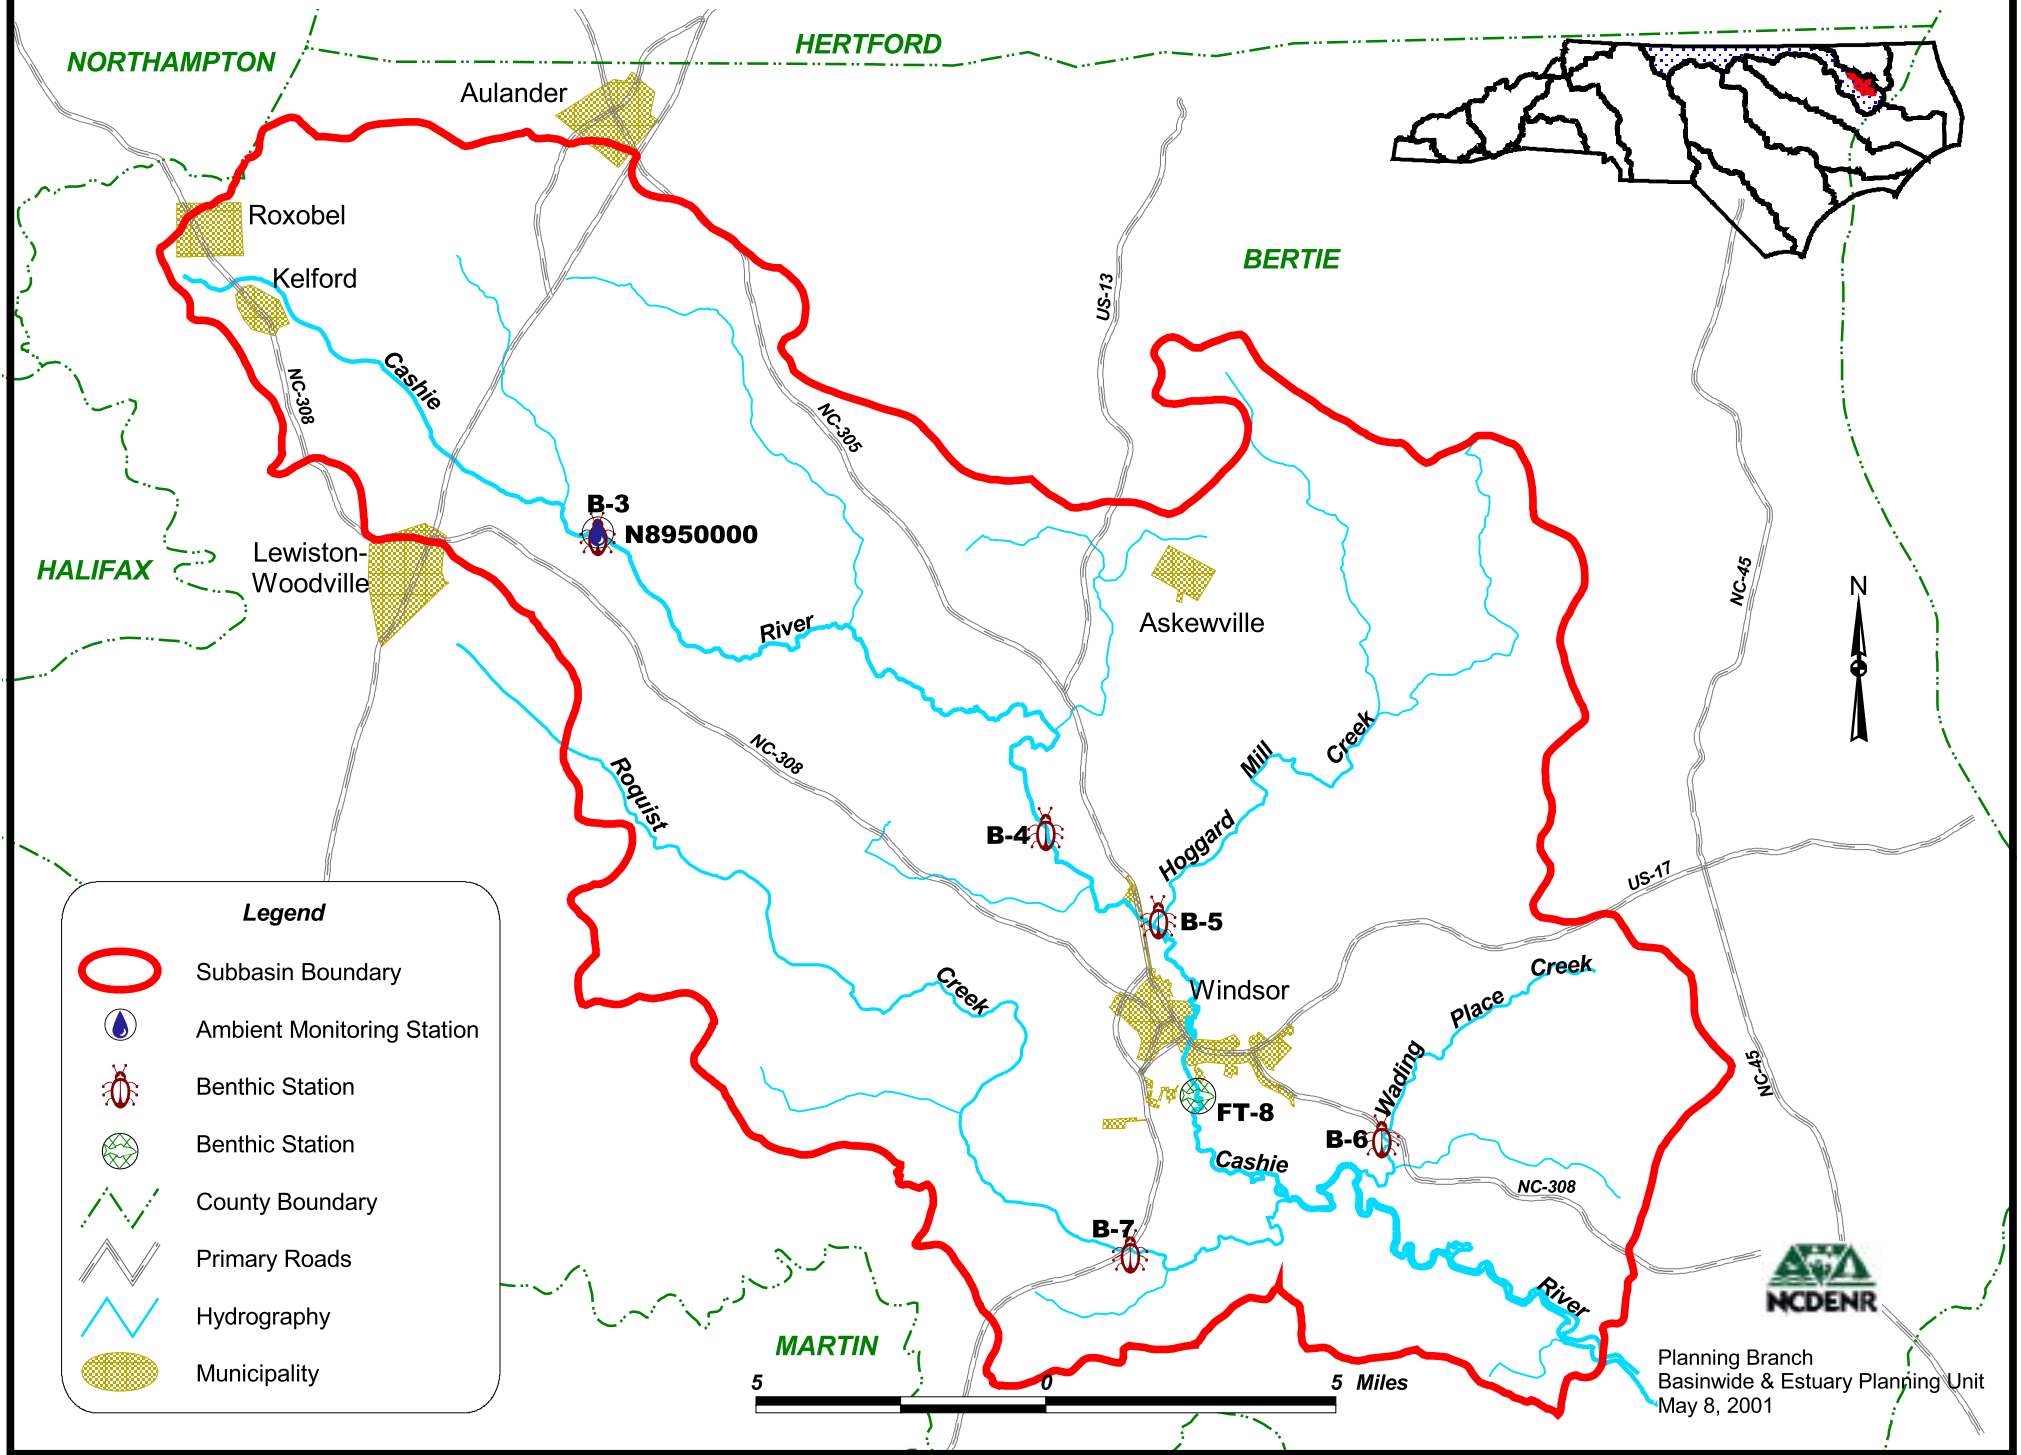 HERTFORD
NORTHAMPTON
Aulander
Roxobel
BERTIE
Kelford
US-13
Cashie
NC-308
NC-305
B-3
N8950000
Lewiston-
Woodville
HALIFAX
NC-45
N
Askewville
River
Roquist
NC-308
Mill
Creek
B-4
Hoggard
US-17
B-5
Creek
Windsor
Creek
Place
Wading
NC-45
FT-8
B-6
Cashie
NC-308
B-7
River
MARTIN
Legend
Subbasin Boundary
Ambient Monitoring Station
Benthic Station
Benthic Station
County Boundary
Primary Roads
Hydrography
Municipality
5 0 5 Miles
NCDENR
Planning Branch
Basinwide & Estuary Planning Unit
May 8, 2001